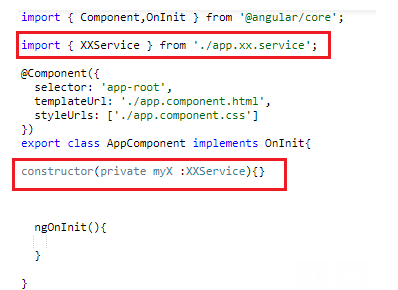 import { Component,OnInit } from '@angular/core';
import { XXService } from './app.xx.service';
@Component({
selector: 'app-root',
templateUrl: './app.component.html',
styleUrls: ['./app.component.css']
})
export class AppComponent implements OnInit{
constructor(private myX :XXService){}
ngOnInit(){
}
}